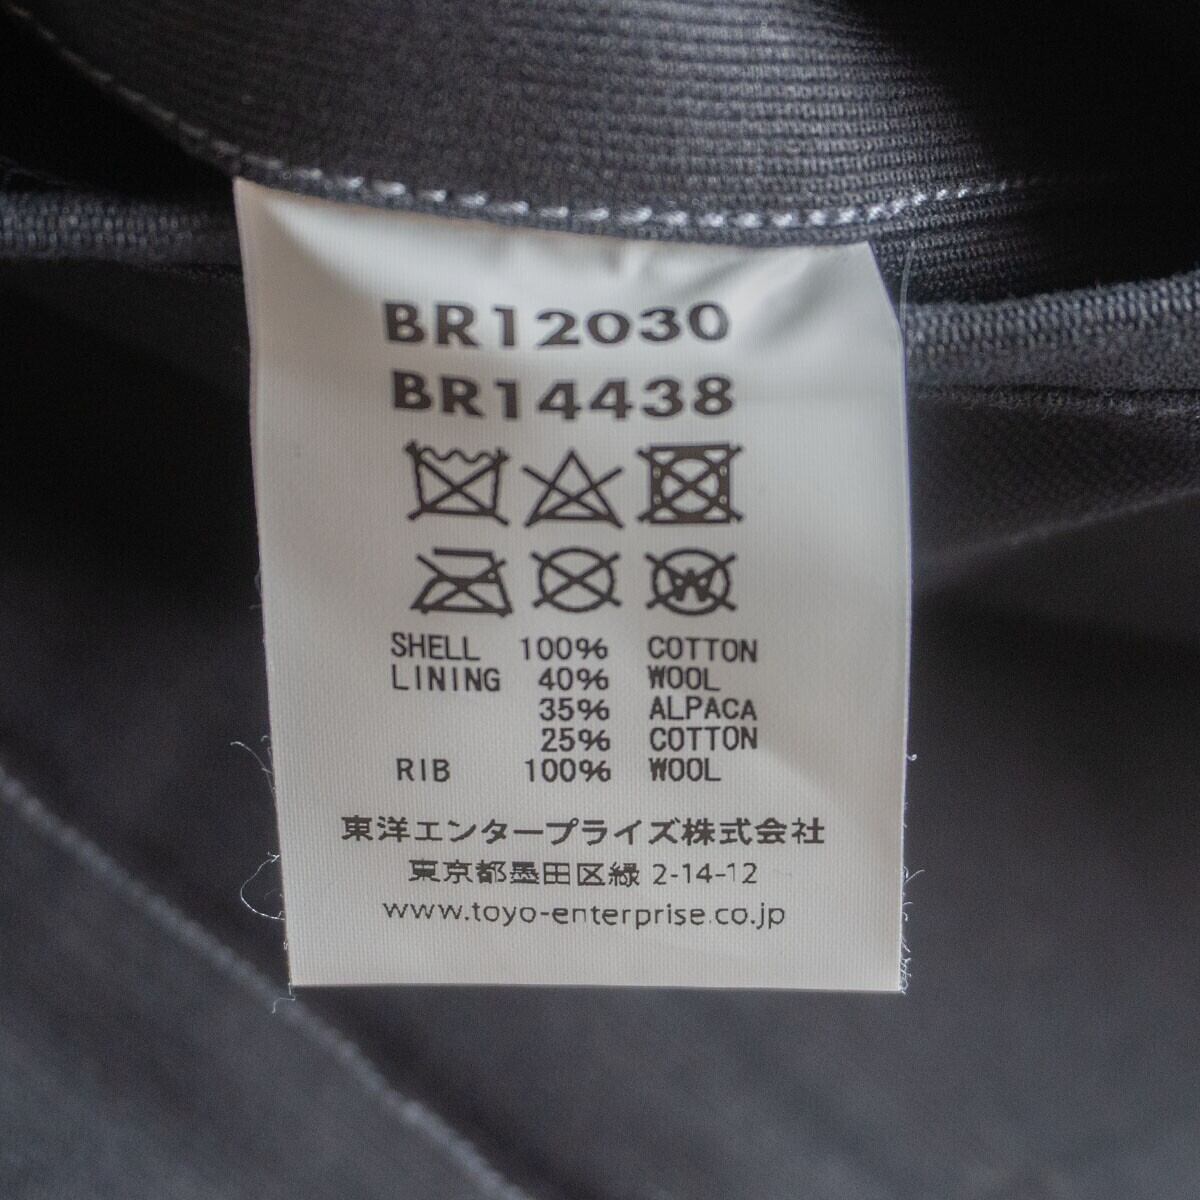 BR12030
BR14438
W
SHELL 100% COTTON
LINING 40% WOOL
35% ALPACA
25% COTTON
RIB 100% WOOL
東洋エンタープライズ株式会社
東京都墨田区緑 2-14-12
www.toyo-enterprise.co.jp